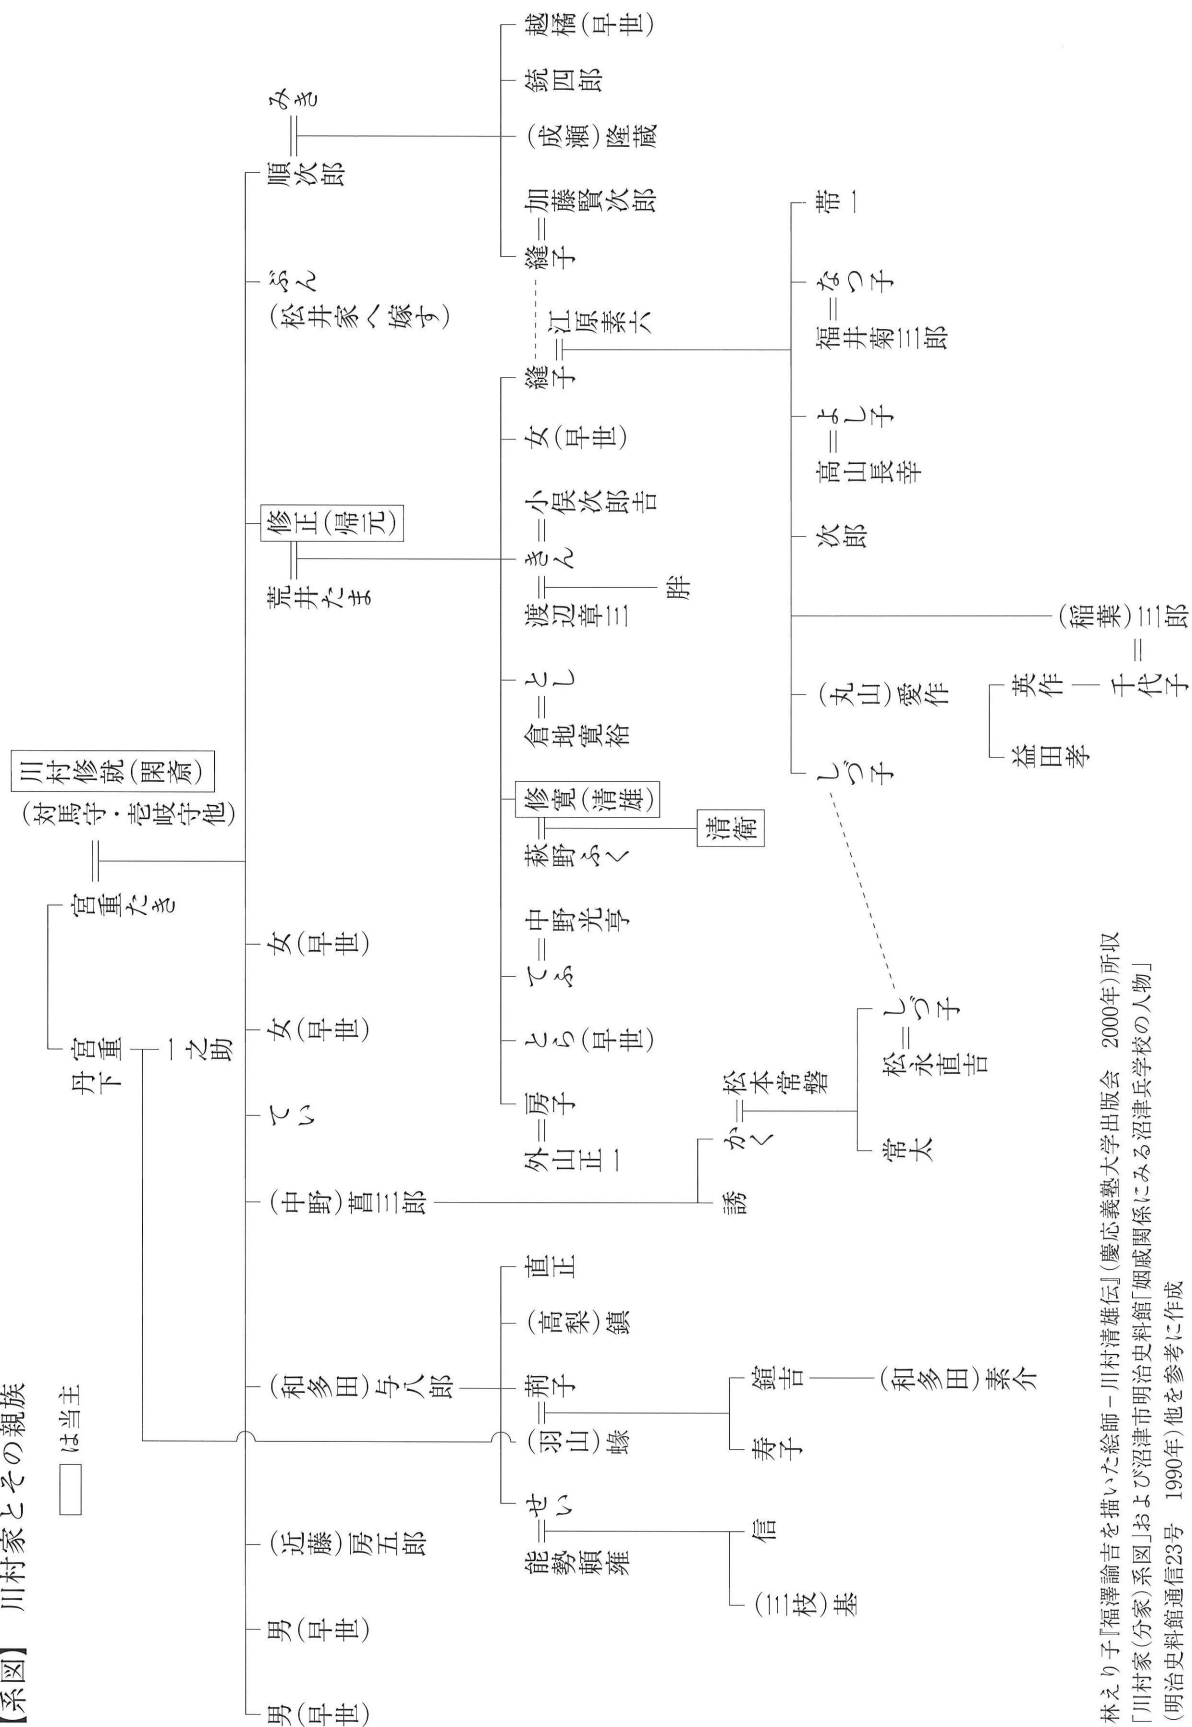 【系図】　川村家とその親族
□は当主
川村修就(閑斎)
(対馬守・壱岐守他)
宮重たき
宮重丹下
一之助
順次郎
みき
ぶん
(松井家へ嫁す)
修正(帰元)
荒井たま
女(早世)
女(早世)
てい
(中野)菖三郎
(和多田)与八郎
(近藤)房五郎
男(早世)
男(早世)
越橘(早世)
銃四郎
(成瀬)隆蔵
加藤賢次郎
縫子
江原素六
縫子
女(早世)
小俣次郎吉
きん
渡辺章三
胖
とし
倉地寛裕
修寛(清雄)
萩野ふく
清衛
中野光亨
てふ
とら(早世)
房子
外山正一
直正
(高梨)鎮
荊子
(羽山)蟓
せい
能勢頼雍
松本常磐
かく
誘
鎧吉
(和多田)素介
寿子
信
(三枝)基
帯一
なつ子
福井菊三郎
よし子
高山長幸
次郎
(稲葉)三郎
千代子
英作
益田孝
(丸山)愛作
しづ子
しづ子
松永直吉
常太
林えり子『福澤諭吉を描いた絵師－川村清雄伝』(慶応義塾大学出版会　2000年)所収
「川村家(分家)系図」および沼津市明治史料館「姻戚関係にみる沼津兵学校の人物」
(明治史料館通信23号　1990年)他を参考に作成